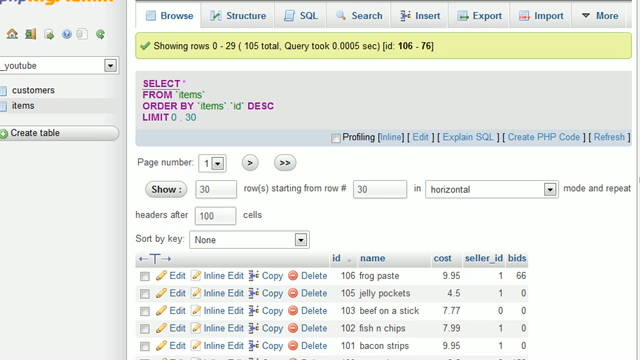 Browse Structure SQL Search Insert Export Import More
Showing rows 0 - 29 ( 105 total, Query took 0.0005 sec) [id: 106 - 76]
_youtube
customers
items
Create table
SELECT *
FROM `items`
ORDER BY `items`.`id` DESC
LIMIT 0 , 30
Profiling [Inline] [ Edit ] [ Explain SQL ] [ Create PHP Code ] [ Refresh ]
Page number: 1 > >>
Show : 30 row(s) starting from row # 30 in horizontal mode and repeat
headers after 100 cells
Sort by key: None
←T→ id name cost seller_id bids
Edit Inline Edit Copy Delete 106 frog paste 9.95 1 66
Edit Inline Edit Copy Delete 105 jelly pockets 4.5 1 0
Edit Inline Edit Copy Delete 103 beef on a stick 7.77 0 0
Edit Inline Edit Copy Delete 102 fish n chips 7.99 1 0
Edit Inline Edit Copy Delete 101 bacon strips 9.95 1 0